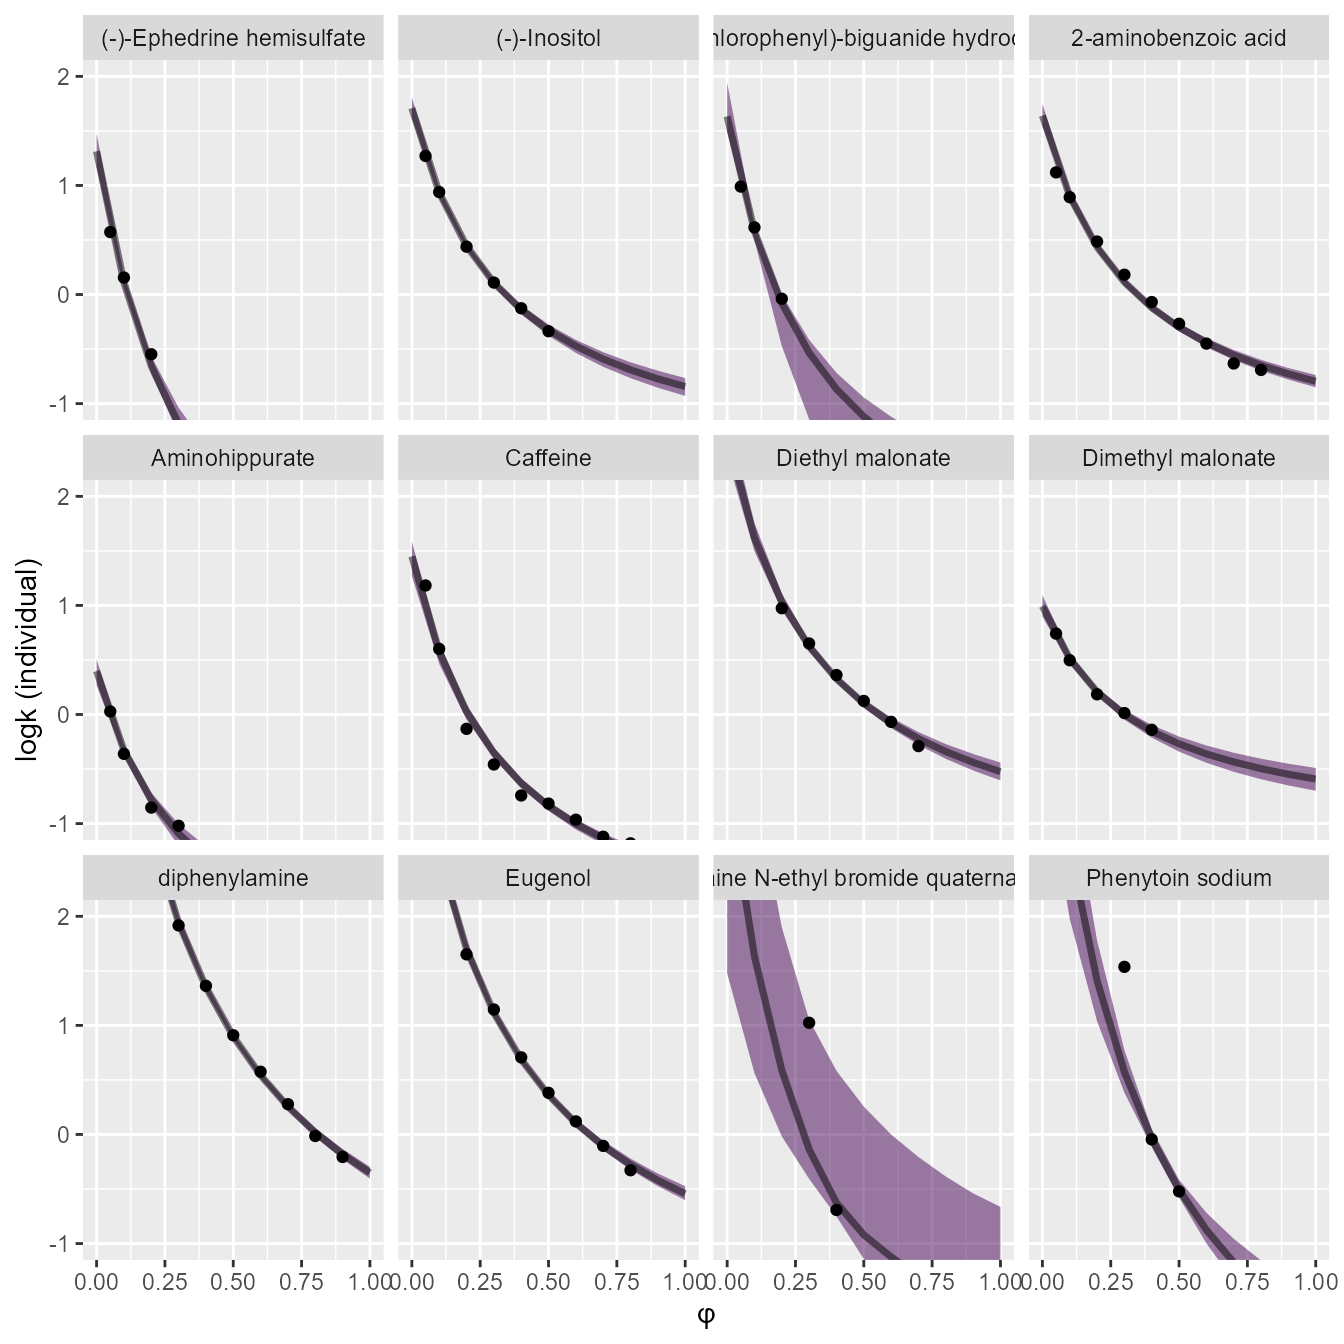 (-)-Ephedrine hemisulfate (-)-Inositol hlorophenyl)-biguanide hydroc 2-aminobenzoic acid
2
1
0
-1
Aminohippurate Caffeine Diethyl malonate Dimethyl malonate
2
1
0
-1
logk (individual)
diphenylamine Eugenol ine N-ethyl bromide quaterna Phenytoin sodium
2
1
0
-1
0.00 0.25 0.50 0.75 1.00 0.00 0.25 0.50 0.75 1.00 0.00 0.25 0.50 0.75 1.00 0.00 0.25 0.50 0.75 1.00
φ